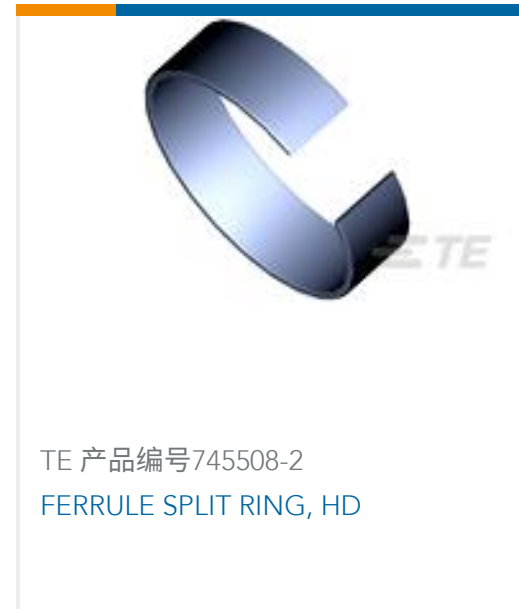 TE
TE 产品编号745508-2
FERRULE SPLIT RING, HD